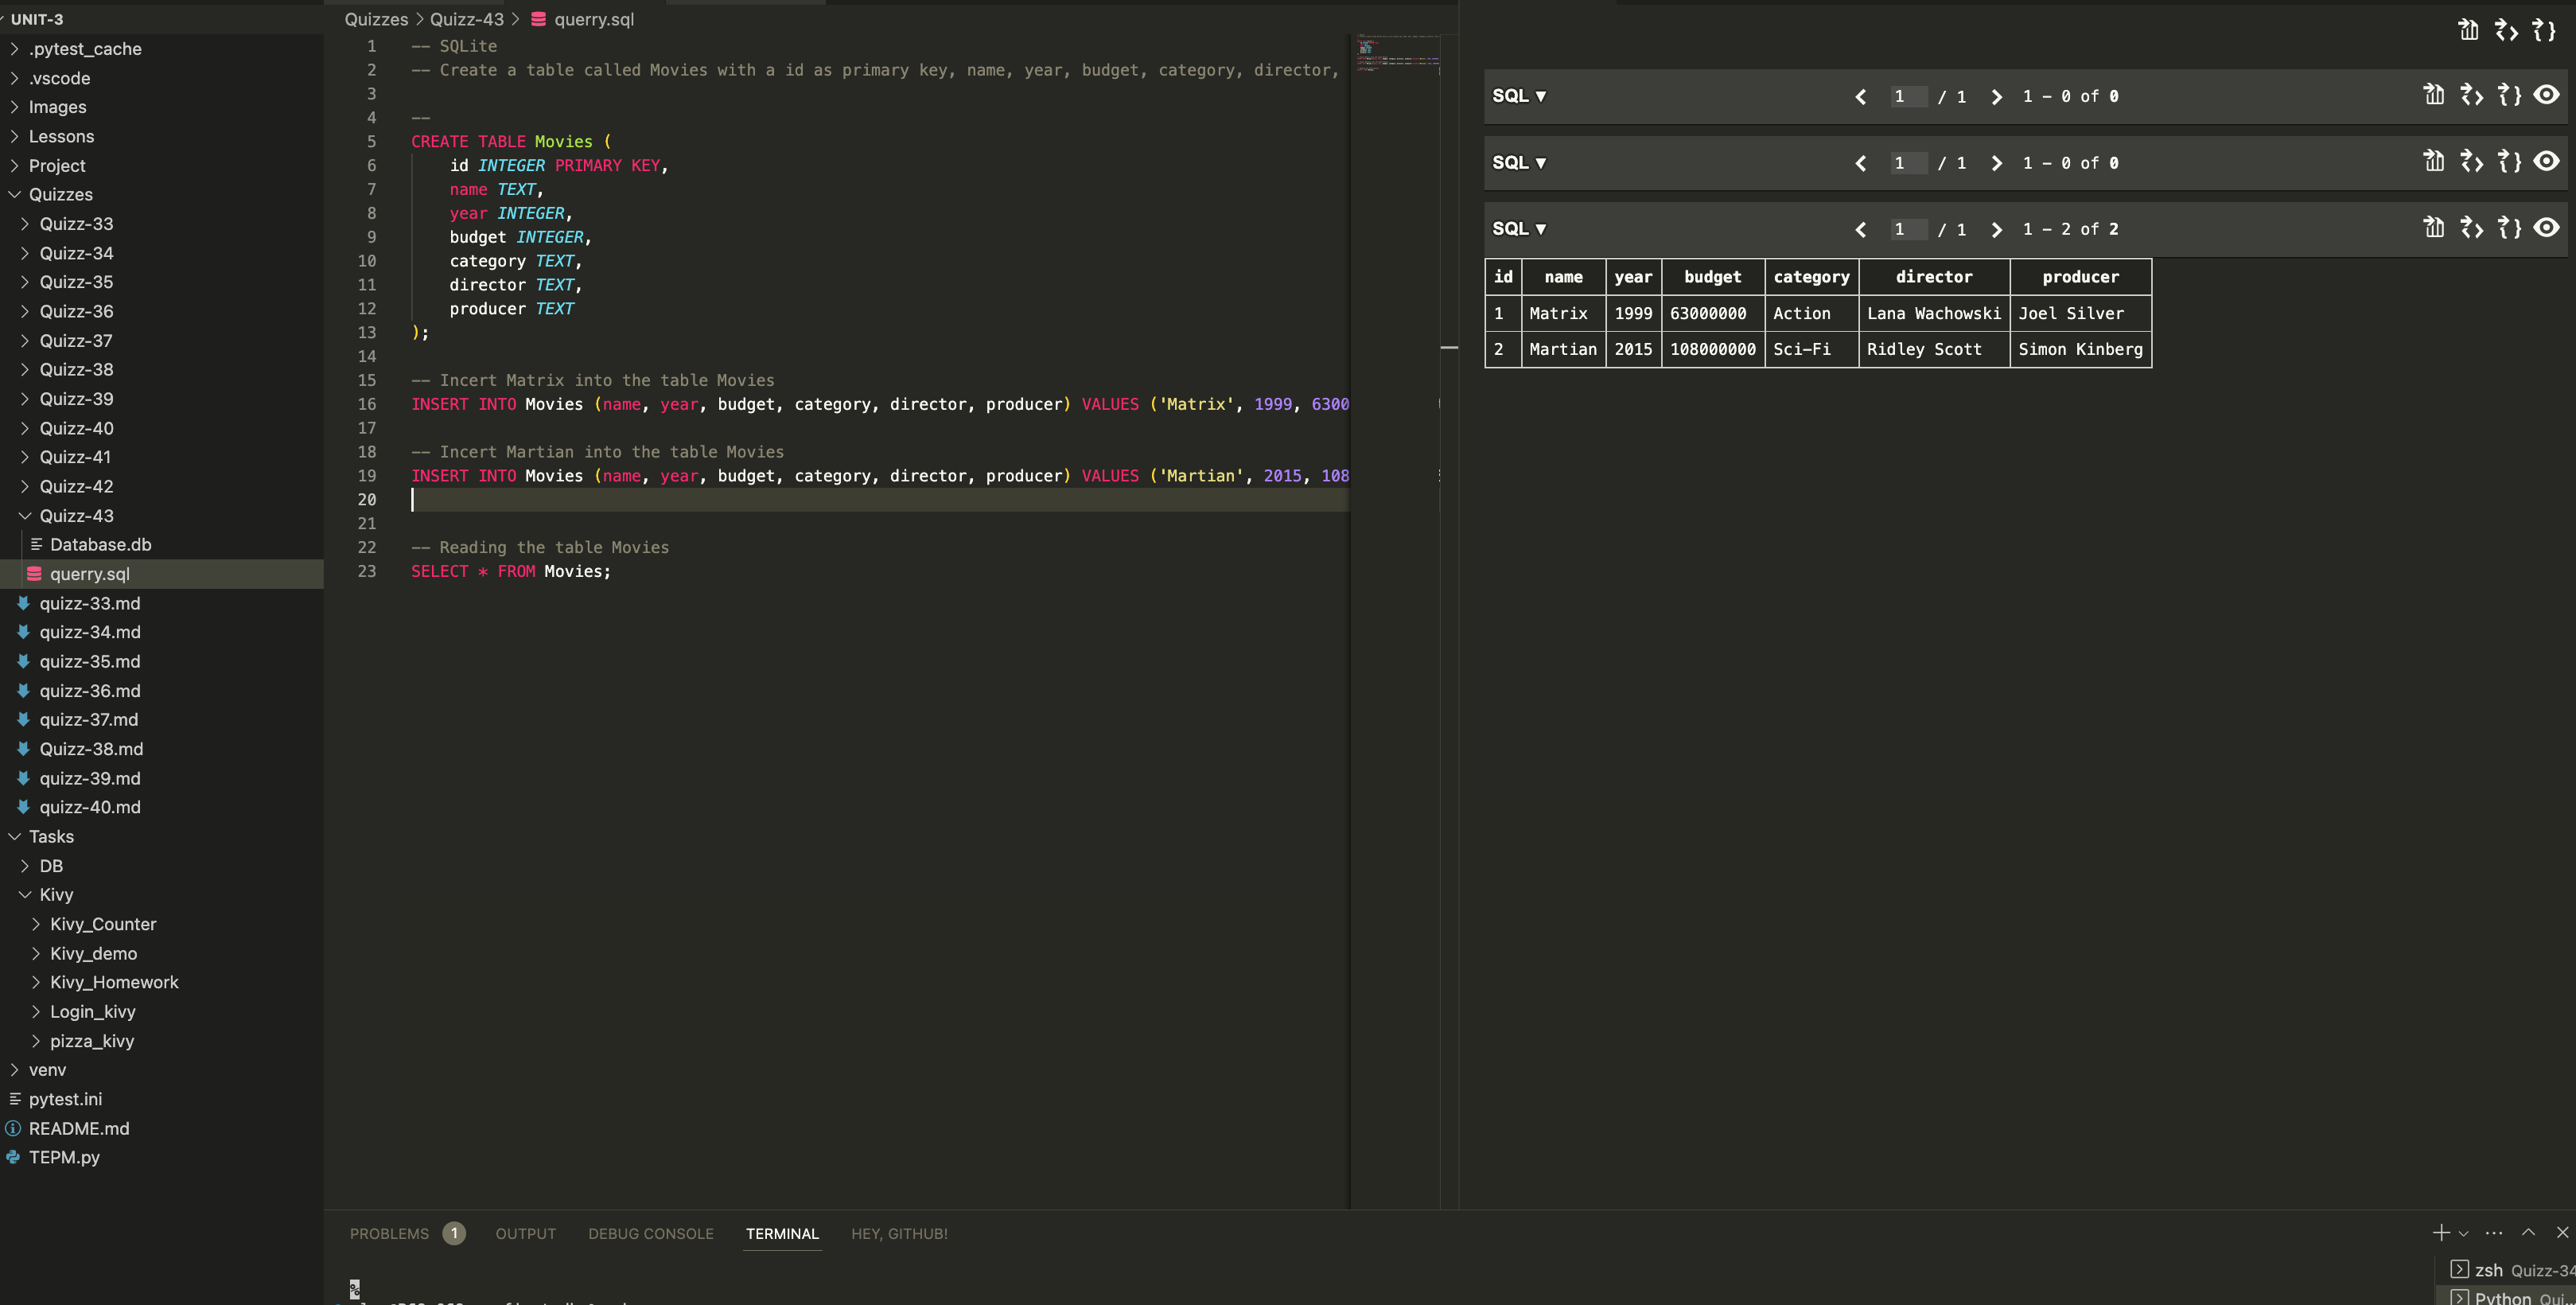 UNIT-3
.pytest_cache
.vscode
Images
Lessons
Project
Quizzes
Quizz-33
Quizz-34
Quizz-35
Quizz-36
Quizz-37
Quizz-38
Quizz-39
Quizz-40
Quizz-41
Quizz-42
Quizz-43
Database.db
querry.sql
quizz-33.md
quizz-34.md
quizz-35.md
quizz-36.md
quizz-37.md
Quizz-38.md
quizz-39.md
quizz-40.md
Tasks
DB
Kivy
Kivy_Counter
Kivy_demo
Kivy_Homework
Login_kivy
pizza_kivy
venv
pytest.ini
README.md
TEPM.py
Quizzes > Quizz-43 > querry.sql
1 -- SQLite
2 -- Create a table called Movies with a id as primary key, name, year, budget, category, director,
3
4 --
5 CREATE TABLE Movies (
6 id INTEGER PRIMARY KEY,
7 name TEXT,
8 year INTEGER,
9 budget INTEGER,
10 category TEXT,
11 director TEXT,
12 producer TEXT
13 );
14
15 -- Incert Matrix into the table Movies
16 INSERT INTO Movies (name, year, budget, category, director, producer) VALUES ('Matrix', 1999, 6300
17
18 -- Incert Martian into the table Movies
19 INSERT INTO Movies (name, year, budget, category, director, producer) VALUES ('Martian', 2015, 108
20
21
22 -- Reading the table Movies
23 SELECT * FROM Movies;
SQL ▼ < 1 / 1 > 1 - 0 of 0
SQL ▼ < 1 / 1 > 1 - 0 of 0
SQL ▼ < 1 / 1 > 1 - 2 of 2
id name year budget category director producer
1 Matrix 1999 63000000 Action Lana Wachowski Joel Silver
2 Martian 2015 108000000 Sci-Fi Ridley Scott Simon Kinberg
PROBLEMS 1 OUTPUT DEBUG CONSOLE TERMINAL HEY, GITHUB!
%
zsh Quizz-34
Python Qui...